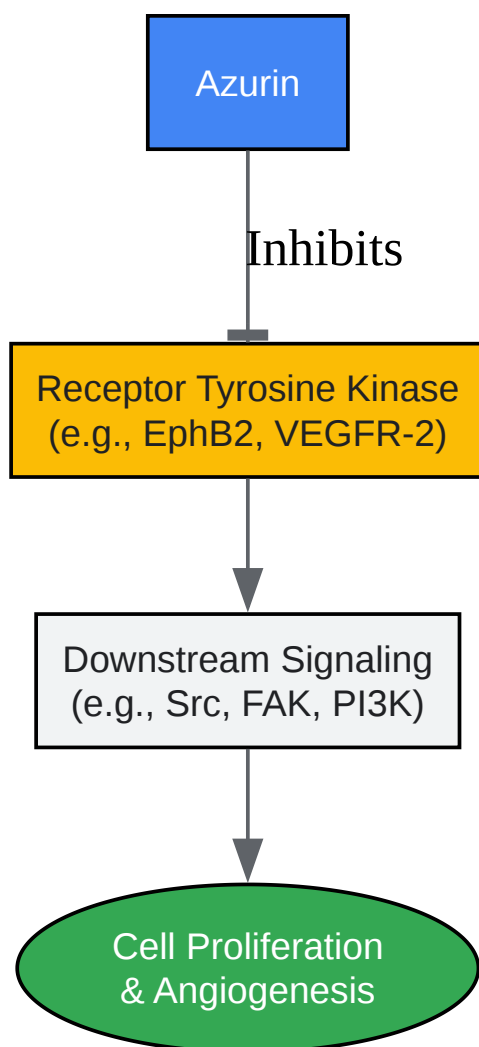 Azurin
Inhibits
Receptor Tyrosine Kinase
(e.g., EphB2, VEGFR-2)
Downstream Signaling
(e.g., Src, FAK, PI3K)
Cell Proliferation
& Angiogenesis